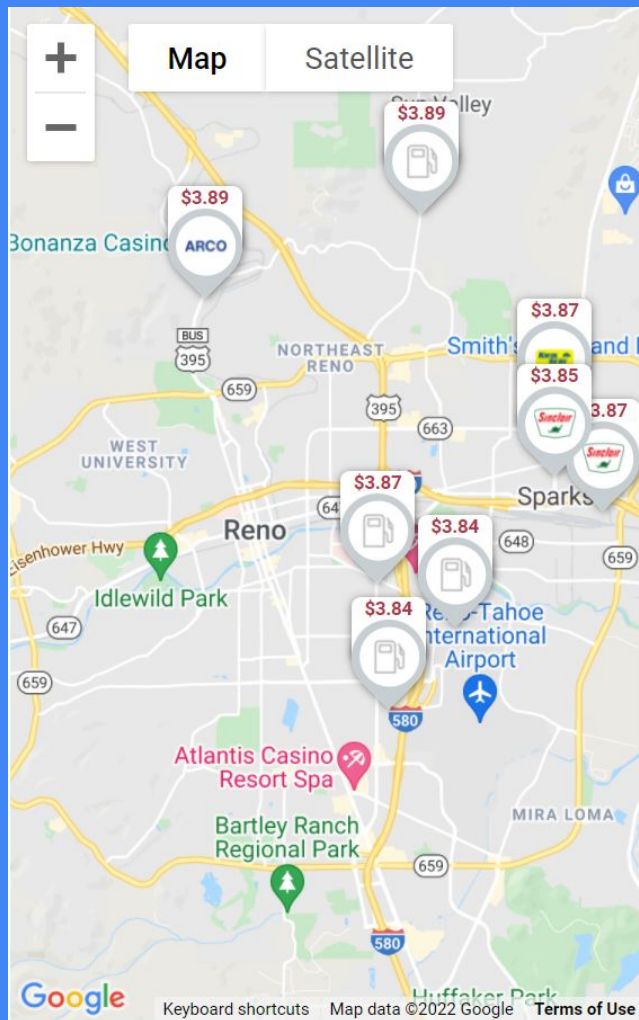 +
Map
Satellite
−
Sun Valley
$3.89
$3.89
ARCO
Bonanza Casino
$3.87
BUS
395
NORTHEAST
RENO
Smith's
and
$3.85
659
395
Sinclair
3.87
663
Sinclair
WEST
UNIVERSITY
$3.87
Sparks
64
Reno
$3.84
648
Eisenhower Hwy
659
Idlewild Park
$3.84
Reno-Tahoe
International
Airport
647
659
580
Atlantis Casino
Resort Spa
MIRA LOMA
Bartley Ranch
Regional Park
659
580
Huffaker Park
Google
Keyboard shortcuts
Map data ©2022 Google
Terms of Use